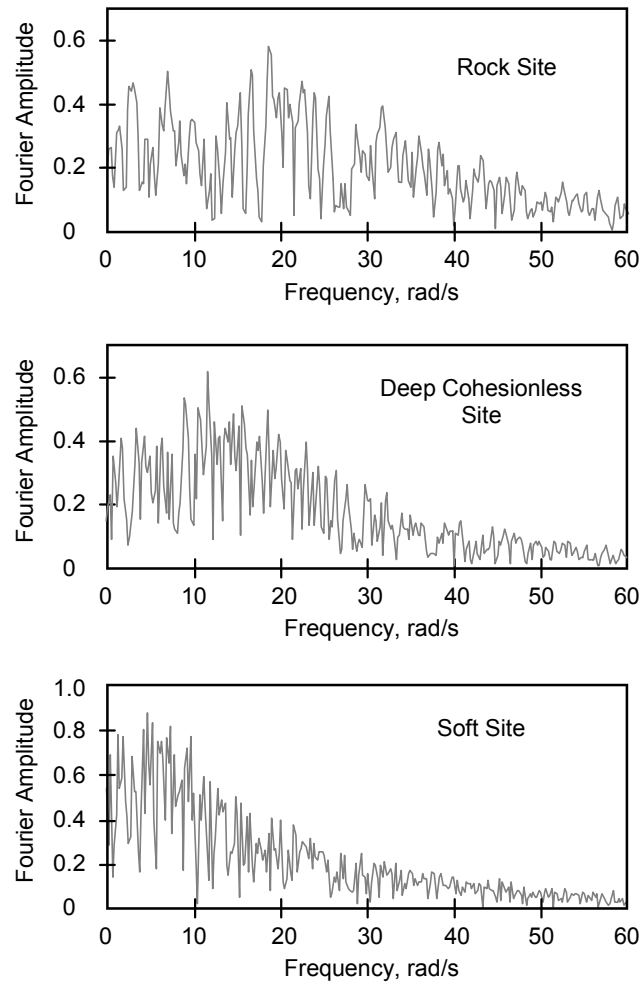 Rock Site
0.6
0.4
0.2
0
Fourier Amplitude
0 10 20 30 40 50 60
Frequency, rad/s
Deep Cohesionless
Site
0.6
0.4
0.2
0
Fourier Amplitude
0 10 20 30 40 50 60
Frequency, rad/s
Soft Site
1.0
0.8
0.6
0.4
0.2
0
Fourier Amplitude
0 10 20 30 40 50 60
Frequency, rad/s